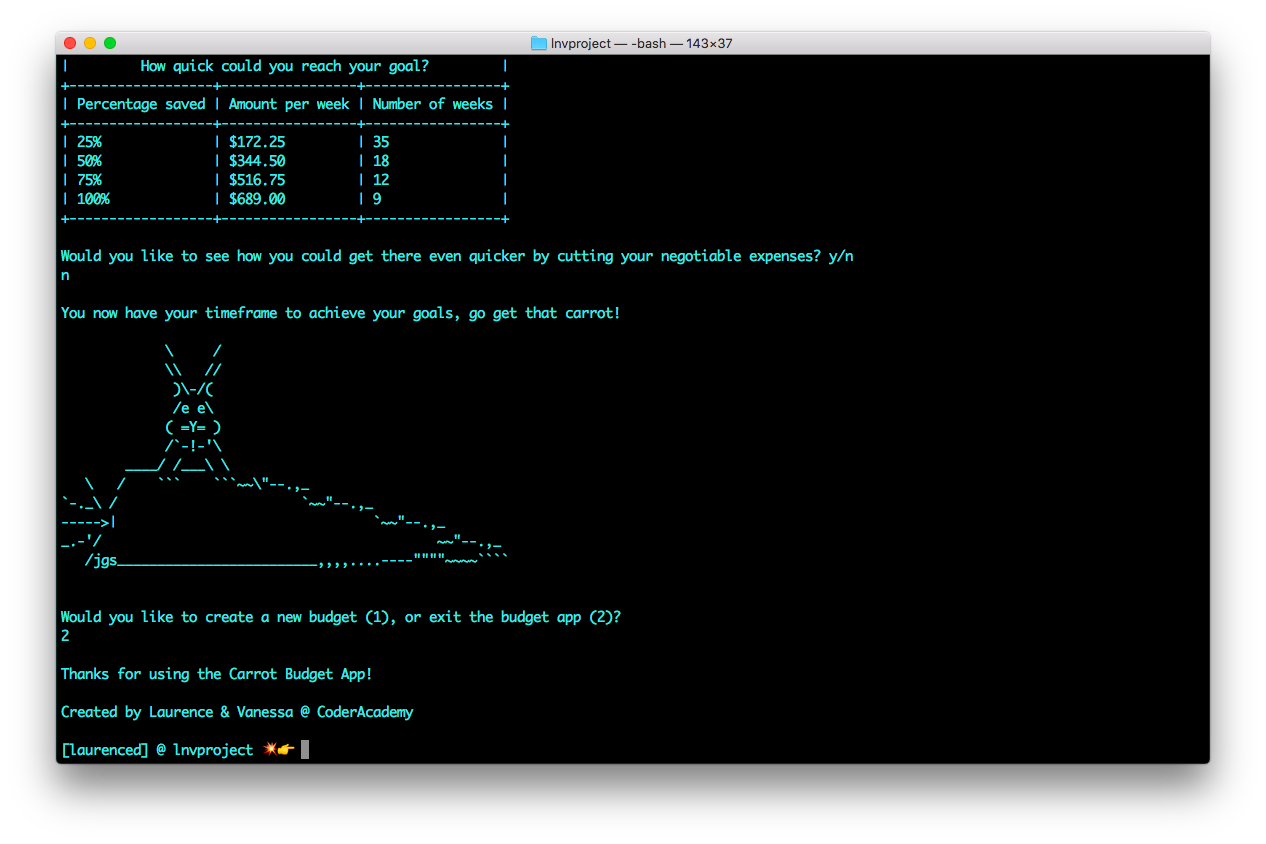 lnvproject — -bash — 143×37
|         How quick could you reach your goal?         |
+------------------+-----------------+-----------------+
| Percentage saved | Amount per week | Number of weeks |
+------------------+-----------------+-----------------+
| 25%              | $172.25         | 35              |
| 50%              | $344.50         | 18              |
| 75%              | $516.75         | 12              |
| 100%             | $689.00         | 9               |
+------------------+-----------------+-----------------+
Would you like to see how you could get there even quicker by cutting your negotiable expenses? y/n
n
You now have your timeframe to achieve your goals, go get that carrot!
             \     /
             \\   //
              )\-/(
              /e e\
             ( =Y= )
             /`-!-'\
        ____/ /___\ \
   \   /    ```    ```~~\"--.,_
`-._\ /                       `~~"--.,_
----->|                                `~~"--.,_
_.-'/                                          ~~"--.,_
   /jgs_________________________,,,,....----""""~~~~````
Would you like to create a new budget (1), or exit the budget app (2)?
2
Thanks for using the Carrot Budget App!
Created by Laurence & Vanessa @ CoderAcademy
[laurenced] @ lnvproject 💥👉